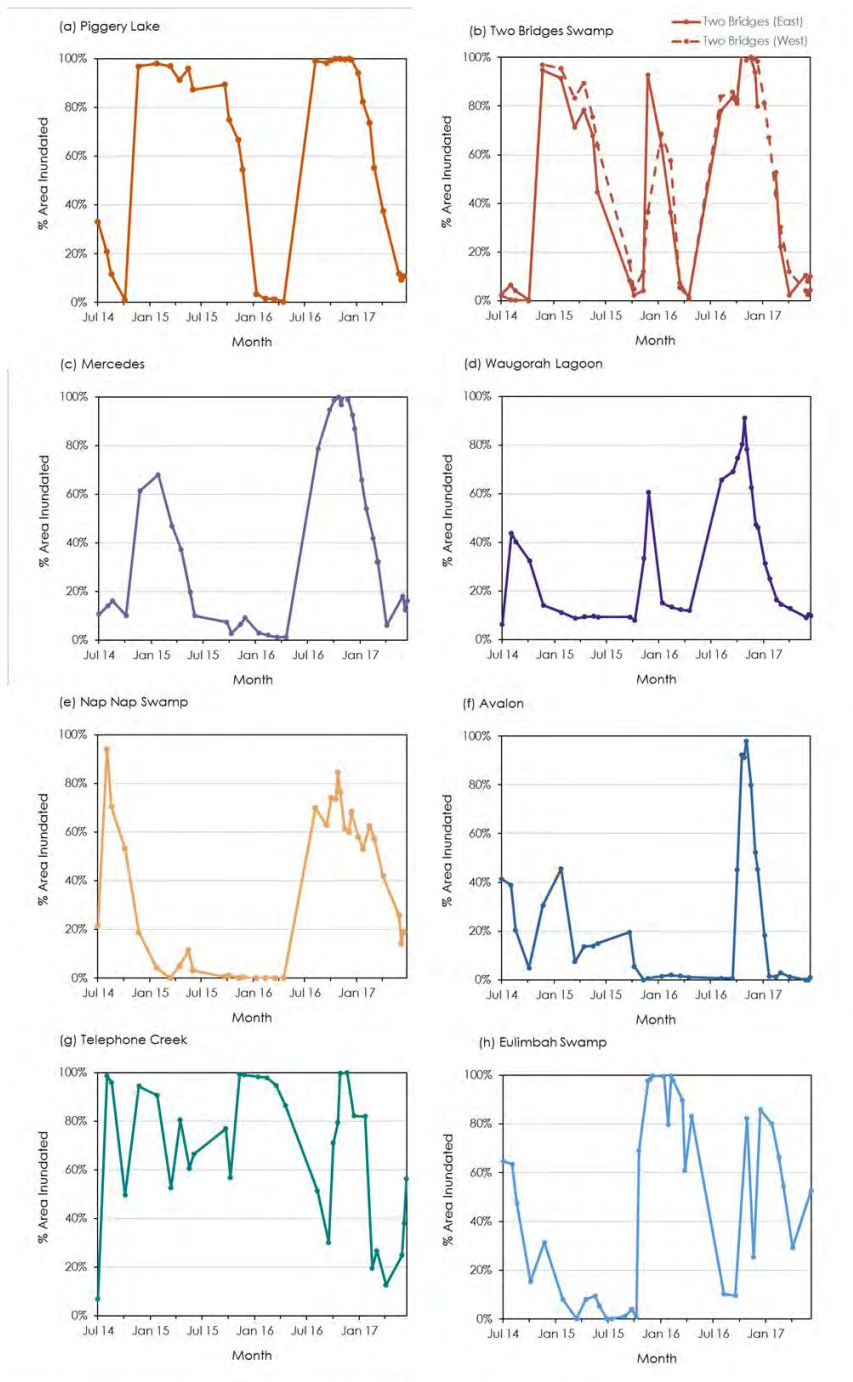 (a) Piggery Lake
100%
80%
60%
40%
20%
0%
% Area Inundated
Jul 14 Jan 15 Jul 15 Jan 16 Jul 16 Jan 17
Month
(b) Two Bridges Swamp
Two Bridges (East)
Two Bridges (West)
100%
80%
60%
40%
20%
0%
% Area Inundated
Jul 14 Jan 15 Jul 15 Jan 16 Jul 16 Jan 17
Month
(c) Mercedes
100%
80%
60%
40%
20%
0%
% Area Inundated
Jul 14 Jan 15 Jul 15 Jan 16 Jul 16 Jan 17
Month
(d) Waugorah Lagoon
100%
80%
60%
40%
20%
0%
% Area Inundated
Jul 14 Jan 15 Jul 15 Jan 16 Jul 16 Jan 17
Month
(e) Nap Nap Swamp
100%
80%
60%
40%
20%
0%
% Area Inundated
Jul 14 Jan 15 Jul 15 Jan 16 Jul 16 Jan 17
Month
(f) Avalon
100%
80%
60%
40%
20%
0%
% Area Inundated
Jul 14 Jan 15 Jul 15 Jan 16 Jul 16 Jan 17
Month
(g) Telephone Creek
100%
80%
60%
40%
20%
0%
% Area Inundated
Jul 14 Jan 15 Jul 15 Jan 16 Jul 16 Jan 17
Month
(h) Eulimbah Swamp
100%
80%
60%
40%
20%
0%
% Area Inundated
Jul 14 Jan 15 Jul 15 Jan 16 Jul 16 Jan 17
Month